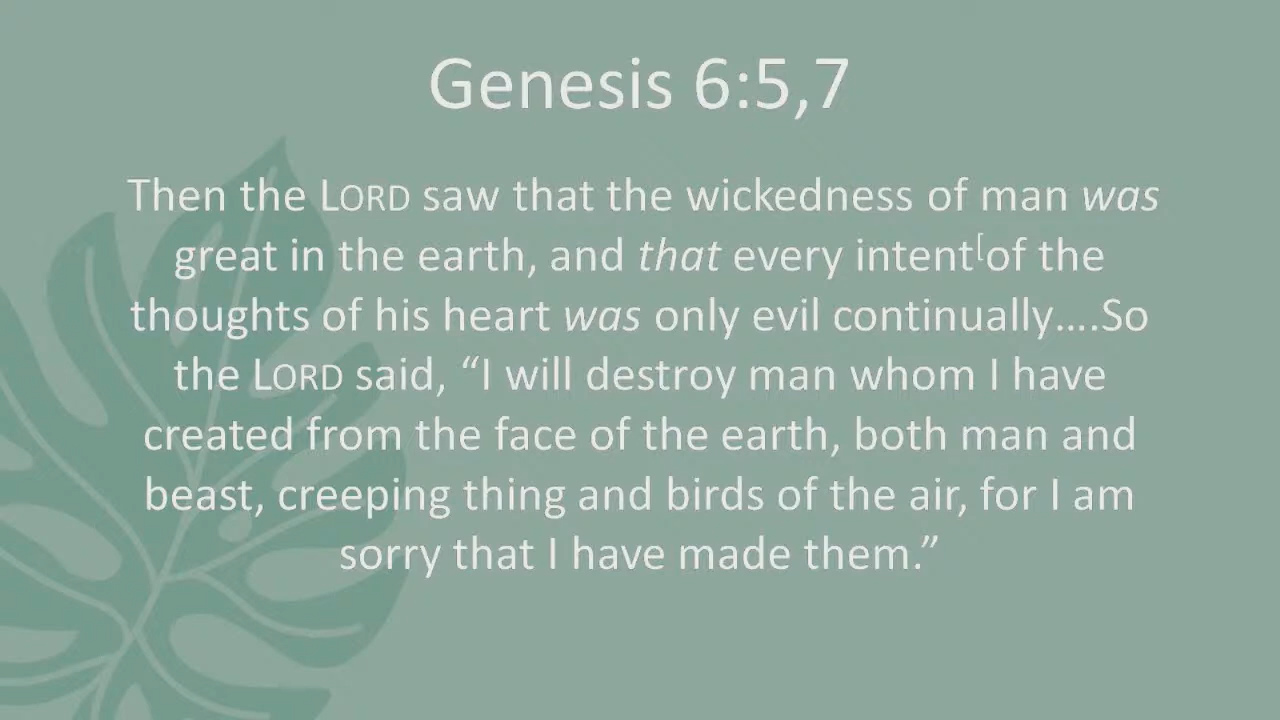 Genesis 6:5,7
Then the LORD saw that the wickedness of man was
great in the earth, and that every intent[of the
thoughts of his heart was only evil continually….So
the LORD said, “I will destroy man whom I have
created from the face of the earth, both man and
beast, creeping thing and birds of the air, for I am
sorry that I have made them.”